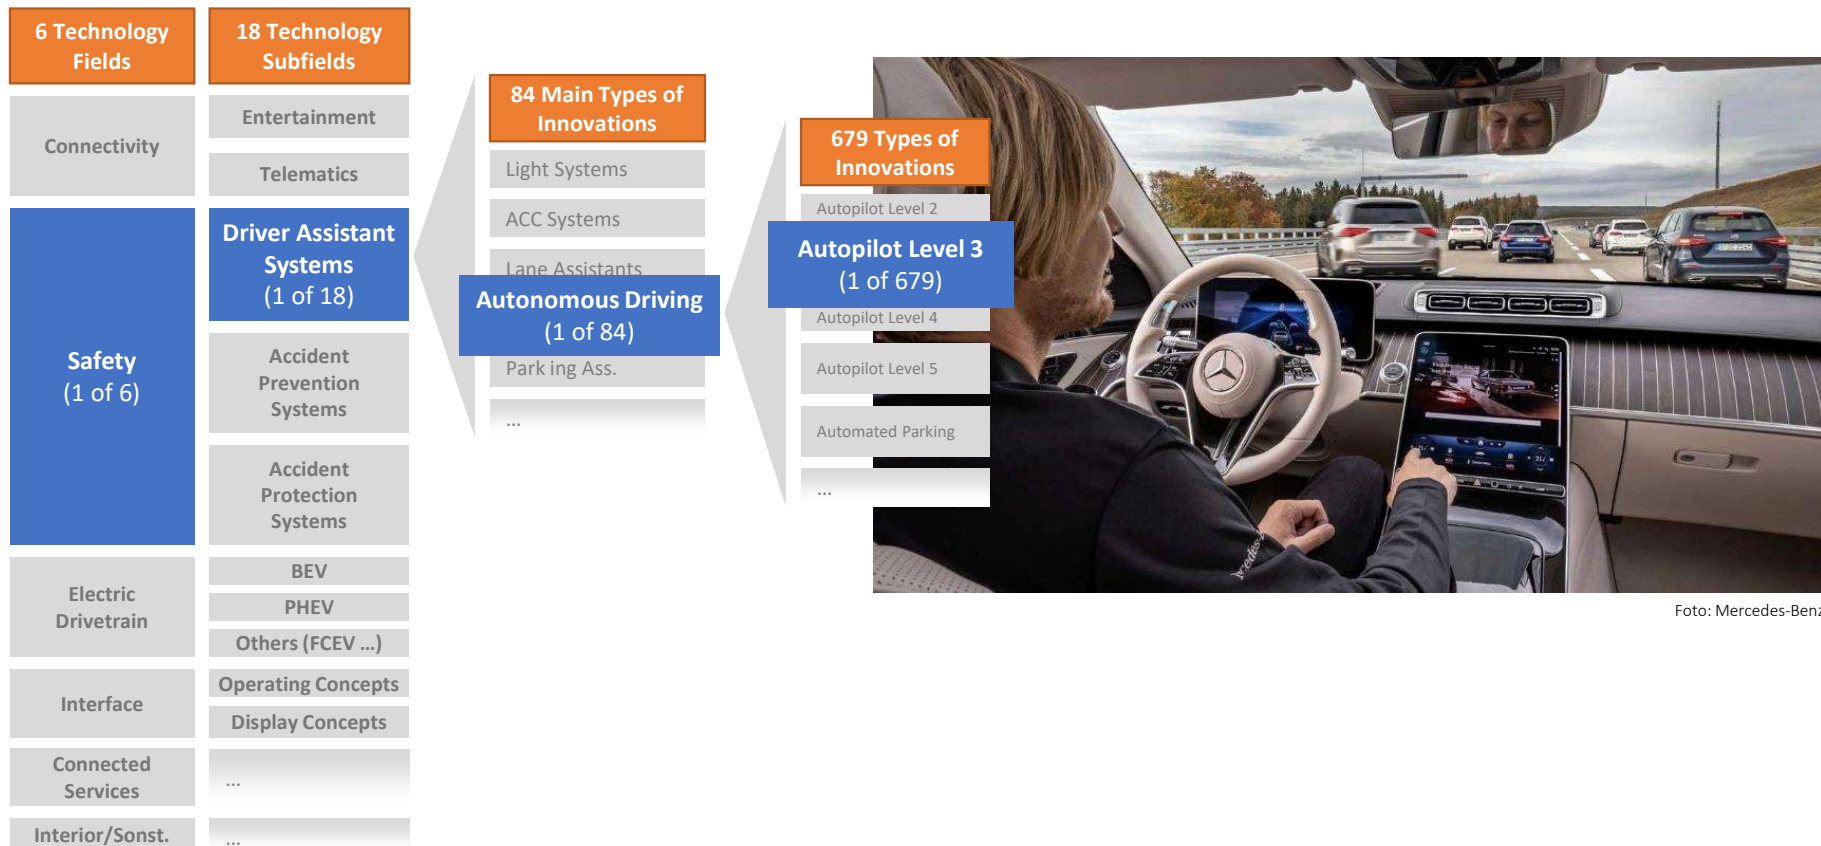 6 Technology
Fields
18 Technology
Subfields
Connectivity
Entertainment
Telematics
Safety
(1 of 6)
Driver Assistant
Systems
(1 of 18)
Accident
Prevention
Systems
Accident
Protection
Systems
Electric
Drivetrain
BEV
PHEV
Others (FCEV ...)
Interface
Operating Concepts
Display Concepts
Connected
Services
...
Interior/Sonst.
...
84 Main Types of
Innovations
Light Systems
ACC Systems
Lane Assistants
Autonomous Driving
(1 of 84)
Park ing Ass.
...
679 Types of
Innovations
Autopilot Level 2
Autopilot Level 3
(1 of 679)
Autopilot Level 4
Autopilot Level 5
Automated Parking
...
Foto: Mercedes-Benz